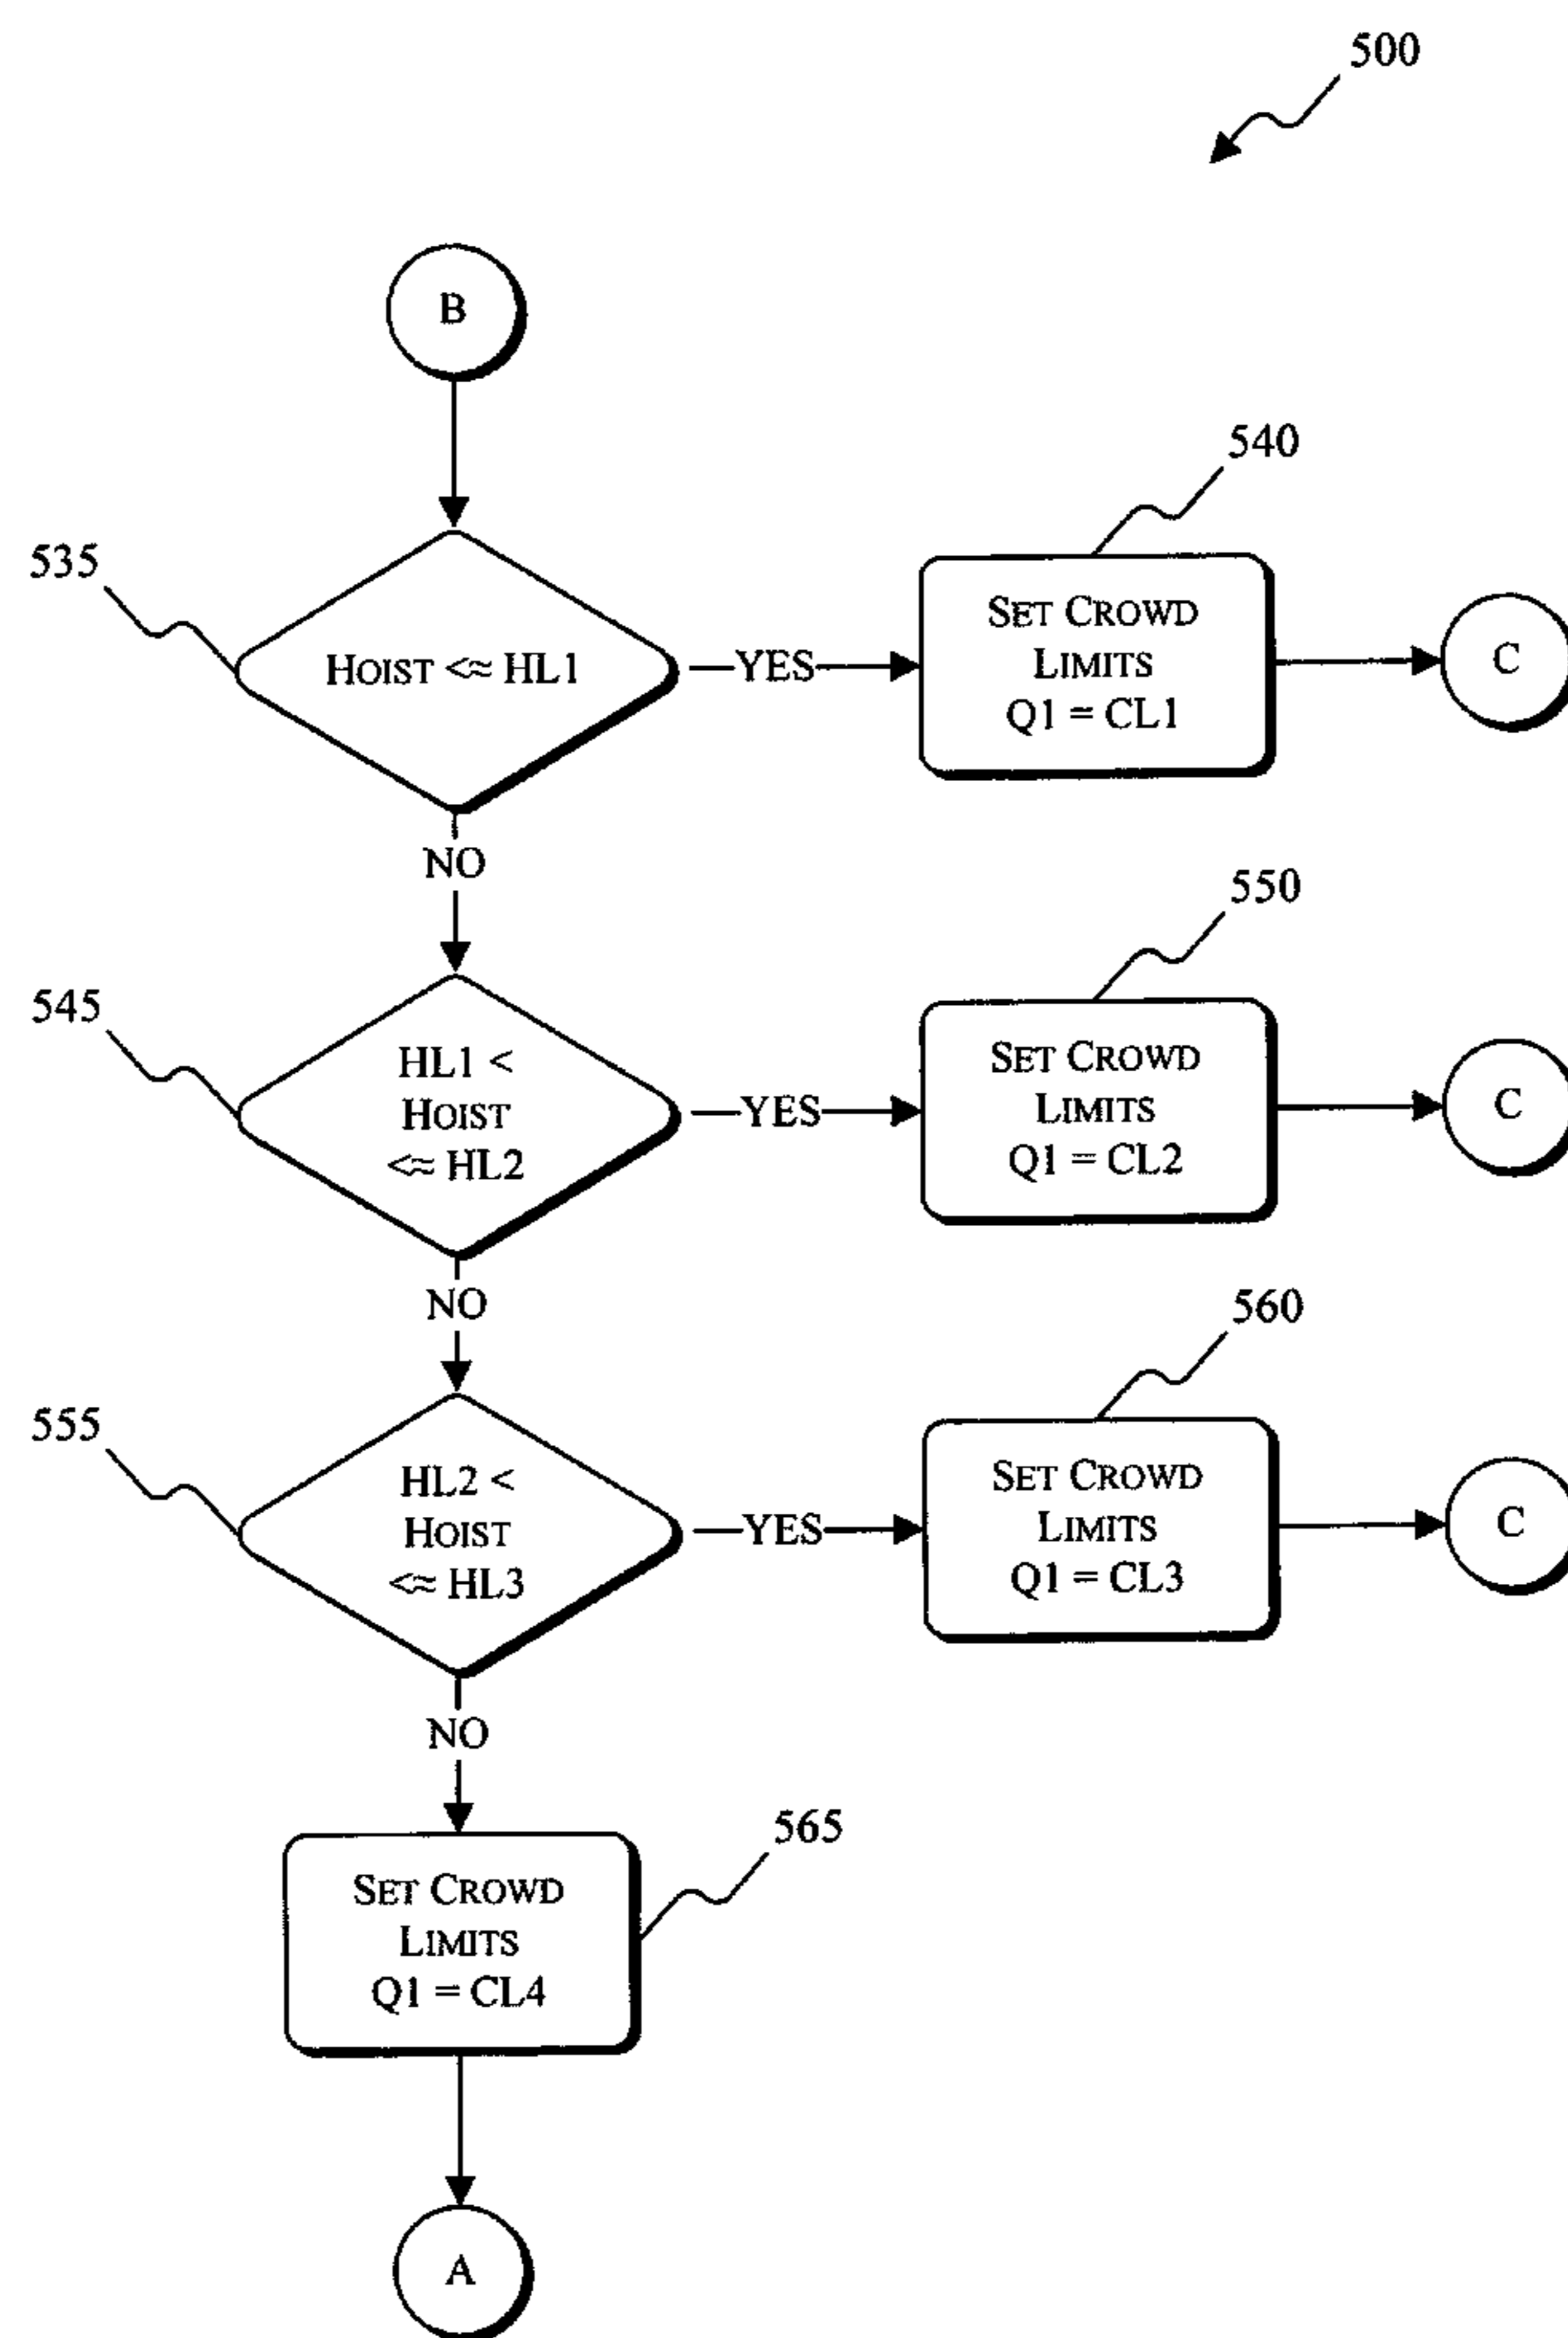 500
B
535
HOIST <≈ HL1
YES
540
SET CROWD
LIMITS
Q1 = CL1
C
NO
545
HL1 <
HOIST
<≈ HL2
YES
550
SET CROWD
LIMITS
Q1 = CL2
C
NO
555
HL2 <
HOIST
<≈ HL3
YES
560
SET CROWD
LIMITS
Q1 = CL3
C
NO
565
SET CROWD
LIMITS
Q1 = CL4
A